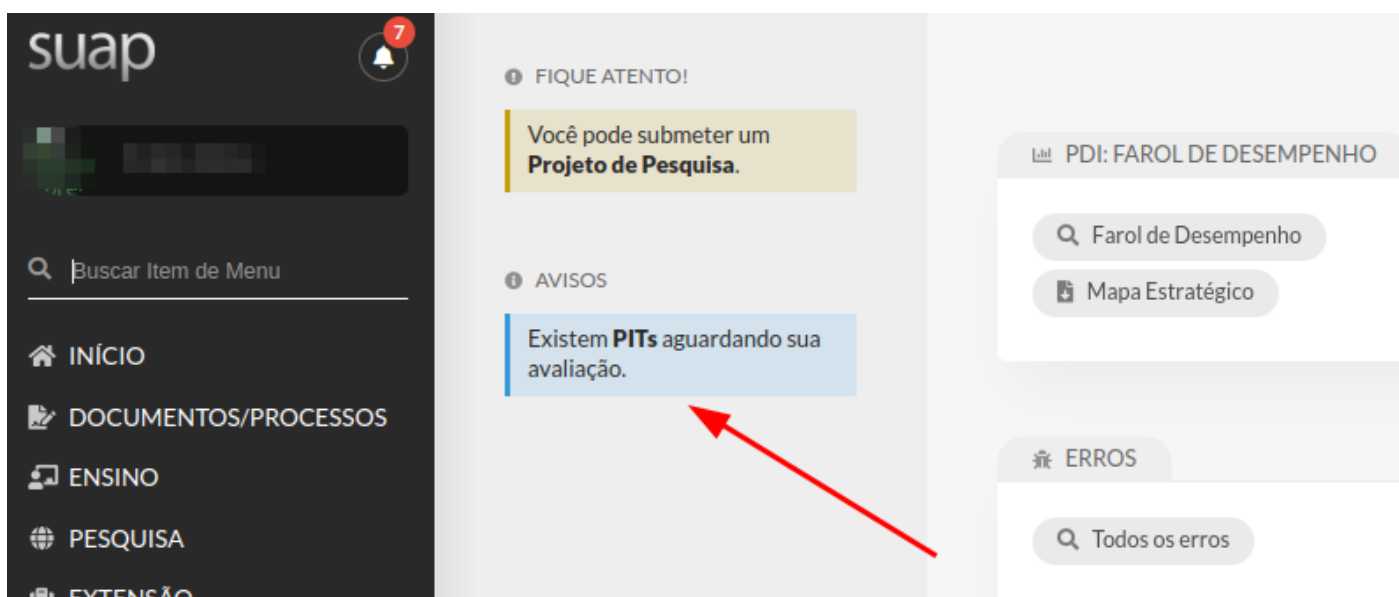 suap
7
Buscar Item de Menu
INÍCIO
DOCUMENTOS/PROCESSOS
ENSINO
PESQUISA
EXTENSÃO
FIQUE ATENTO!
Você pode submeter um
Projeto de Pesquisa.
AVISOS
Existem PITs aguardando sua
avaliação.
PDI: FAROL DE DESEMPENHO
Farol de Desempenho
Mapa Estratégico
ERROS
Todos os erros